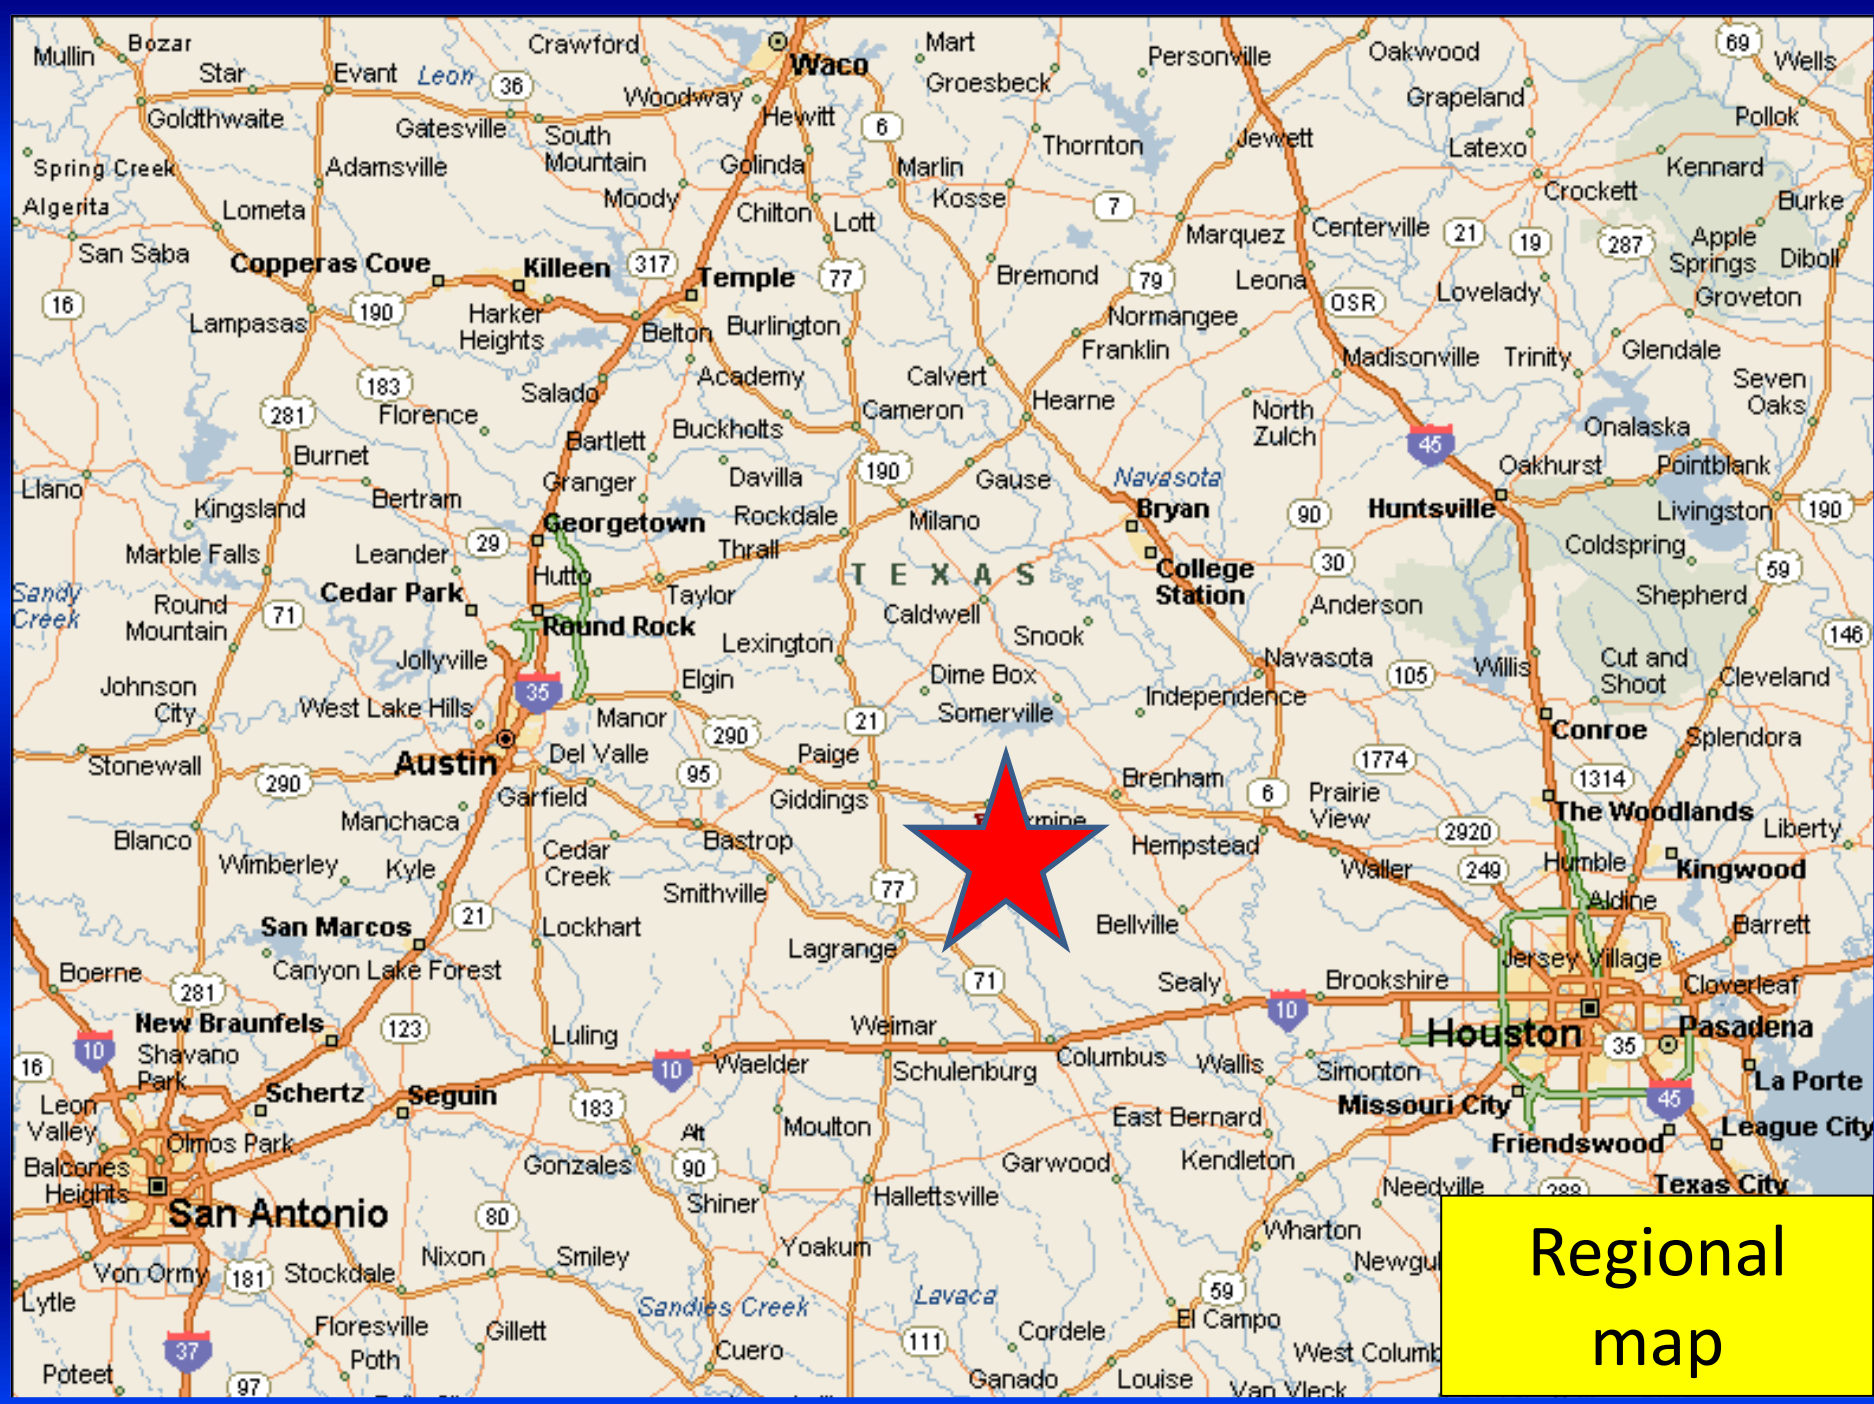 Mullin
Bozar
Crawford
Waco
Mart
Personville
Oakwood
69
Wells
Star
Evant
Leon
36
Woodway
Groesbeck
Grapeland
Goldthwaite
Gatesville
South
Mountain
Hewitt
6
Thornton
Jewett
Latexo
Pollok
Spring Creek
Adamsville
Golinda
Marlin
Kennard
Algerita
Lometa
Moody
Chilton
Lott
Kosse
7
Crockett
Burke
San Saba
Copperas Cove
Killeen
317
Temple
77
Bremond
Marquez
Centerville
21
19
287
Apple
Springs
Diboll
16
190
Harker
Heights
79
Leona
OSR
Lovelady
Groveton
Lampasas
Belton
Burlington
Normangee
Franklin
Madisonville
Trinity
Glendale
183
Salado
Academy
Calvert
Seven
Oaks
281
Florence
Bartlett
Buckholts
Cameron
Hearne
North
Zulch
45
Onalaska
Burnet
Granger
Davilla
190
Gause
Navasota
Oakhurst
Pointblank
Llano
Kingsland
Bertram
Georgetown
Rockdale
Milano
Bryan
90
Huntsville
Livingston
190
Marble Falls
Leander
29
Thrall
TEXAS
College
Station
30
Coldspring
59
Sandy
Creek
Round
Mountain
71
Cedar Park
Hutto
Taylor
Caldwell
Anderson
Shepherd
Round Rock
Lexington
Snook
146
Jollyville
35
Elgin
Dime Box
Navasota
105
Willis
Cut and
Shoot
Cleveland
Johnson
City
West Lake Hills
Manor
290
21
Somerville
Independence
Conroe
Splendora
Stonewall
290
Austin
Del Valle
95
Paige
Brenham
1774
1314
Garfield
Giddings
6
Prairie
View
The Woodlands
Blanco
Manchaca
Bastrop
Hempstead
2920
Liberty
Wimberley
Kyle
Cedar
Creek
Smithville
77
Waller
249
Humble
Kingwood
San Marcos
21
Lockhart
Lagrange
Bellville
Aldine
Barrett
Boerne
Canyon Lake Forest
Jersey Village
281
71
Sealy
Brookshire
Cloverleaf
New Braunfels
123
Luling
Weimar
10
Houston
35
Pasadena
10
16
Shavano
Park
10
Waelder
Schulenburg
Columbus
Wallis
Simonton
La Porte
Leon
Valley
Schertz
Seguin
183
Missouri City
45
Olmos Park
Alt
90
Moulton
East Bernard
Friendswood
League City
Balcones
Heights
Gonzales
Garwood
Kendleton
Needville
288
Texas City
San Antonio
80
Shiner
Hallettsville
Wharton
Von Ormy
181
Stockdale
Nixon
Smiley
Yoakum
Lytle
Sandies Creek
Lavaca
59
El Campo
37
Floresville
Gillett
111
Cordele
Poth
Cuero
West Columb
Poteet
97
Ganado
Louise
Van Vleck
Regional
map